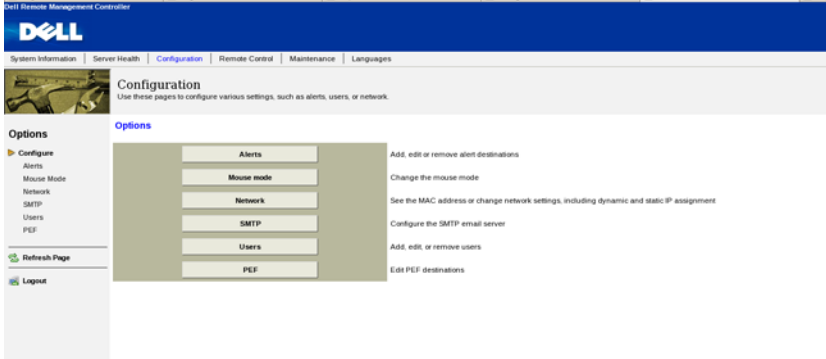 Dell Remote Management Controller
DELL
System Information Server Health Configuration Remote Control Maintenance Languages
Configuration
Use these pages to configure various settings, such as alerts, users, or network.
Options
Configure
Alerts
Mouse Mode
Network
SMTP
Users
PEF
Refresh Page
Logout
Options
Alerts Add, edit or remove alert destinations
Mouse mode Change the mouse mode
Network See the MAC address or change network settings, including dynamic and static IP assignment
SMTP Configure the SMTP email server
Users Add, edit, or remove users
PEF Edit PEF destinations